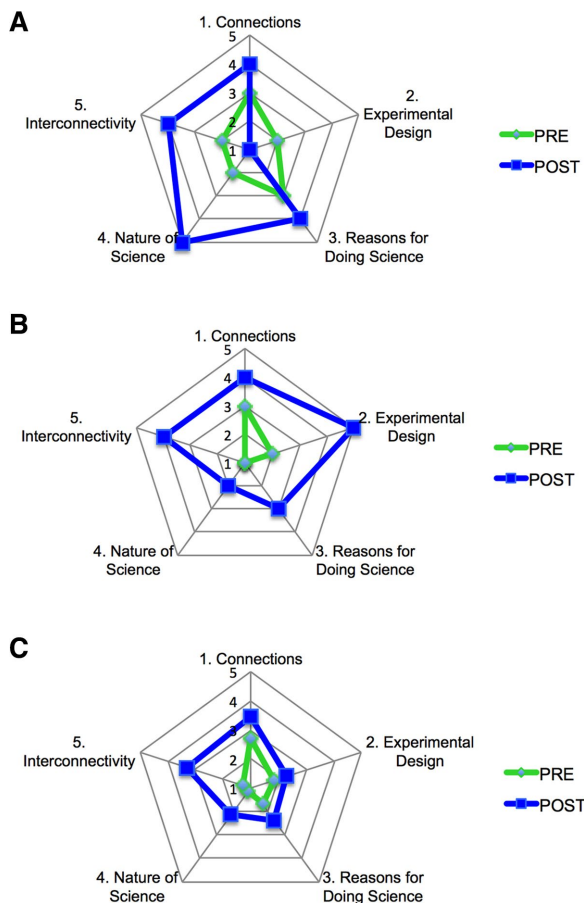 A
1. Connections
5
4
3
2
1
2.
Experimental
Design
3. Reasons for
Doing Science
4. Nature of
Science
5.
Interconnectivity
PRE
POST
B
1. Connections
5
4
3
2
1
2. Experimental
Design
3. Reasons for
Doing Science
4. Nature of
Science
5.
Interconnectivity
PRE
POST
C
1. Connections
5
4
3
2
1
2. Experimental
Design
3. Reasons for
Doing Science
4. Nature of
Science
5.
Interconnectivity
PRE
POST